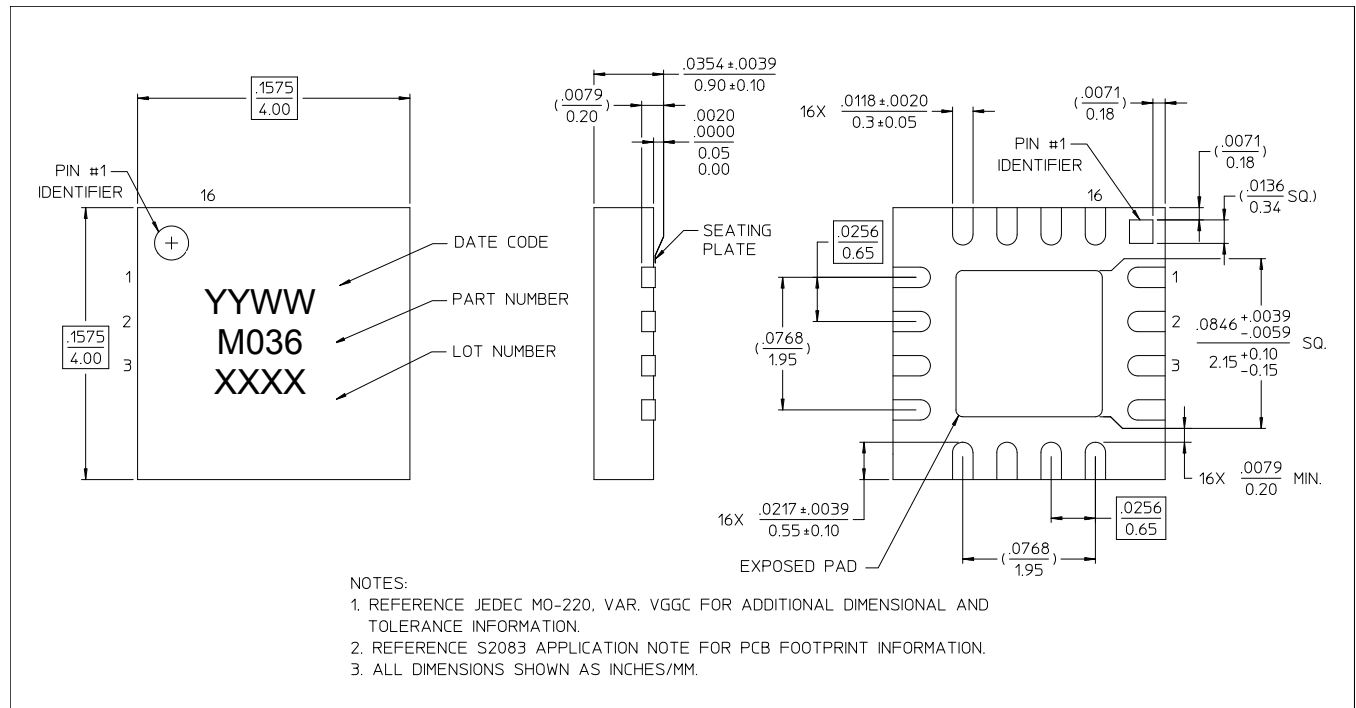 .1575
4.00
PIN #1
IDENTIFIER
16
.1575
4.00
1
2
3
YYWW
M036
XXXX
DATE CODE
PART NUMBER
LOT NUMBER
.0354 ±.0039
0.90 ±0.10
(.0079)
0.20
.0020
.0000
0.05
0.00
SEATING
PLATE
16X .0118 ±.0020
0.3 ±0.05
(.0071)
0.18
PIN #1
IDENTIFIER
(.0071)
0.18
16
(.0136 SQ.)
0.34
.0256
0.65
(.0768)
1.95
1
2
3
.0846 +.0039
-.0059
SQ.
2.15 +0.10
-0.15
16X .0079 MIN.
0.20
16X .0217 ±.0039
0.55 ±0.10
.0256
0.65
(.0768)
1.95
EXPOSED PAD
NOTES:
1. REFERENCE JEDEC MO-220, VAR. VGGC FOR ADDITIONAL DIMENSIONAL AND
TOLERANCE INFORMATION.
2. REFERENCE S2083 APPLICATION NOTE FOR PCB FOOTPRINT INFORMATION.
3. ALL DIMENSIONS SHOWN AS INCHES/MM.